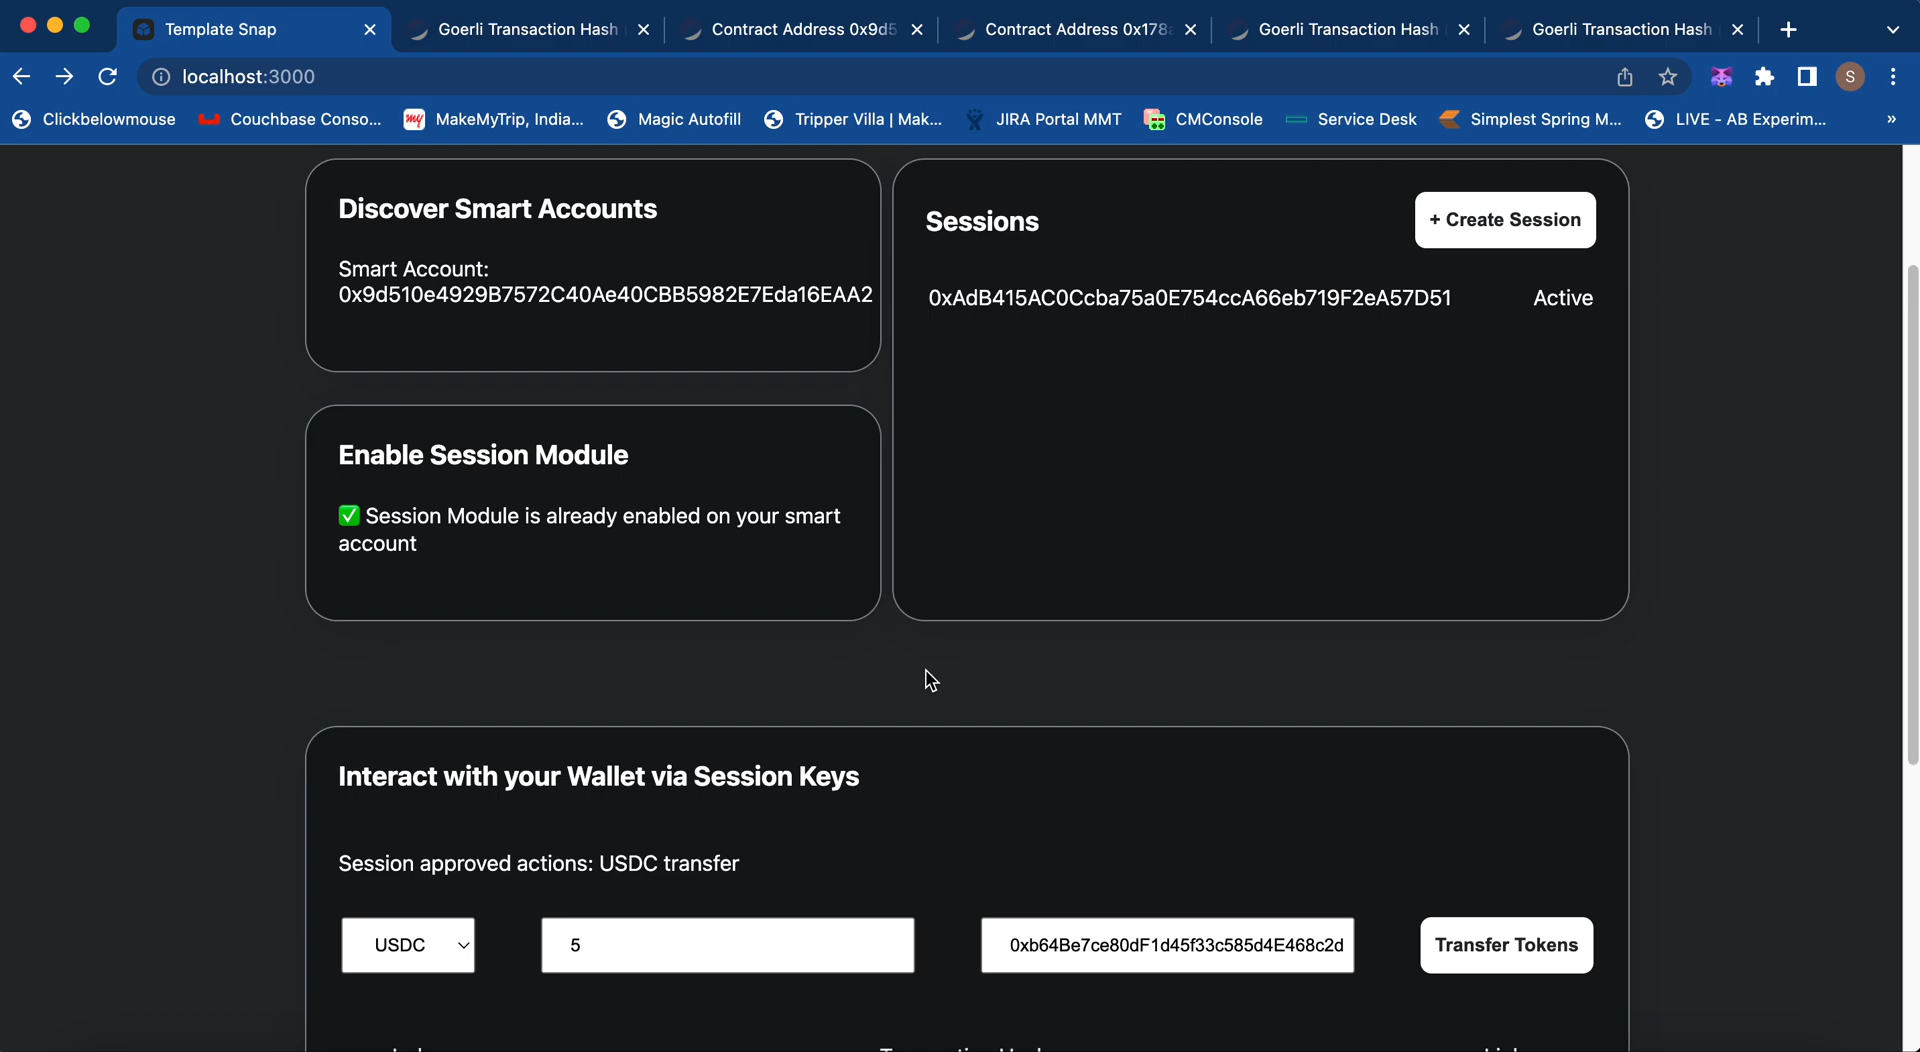 Template Snap
Goerli Transaction Hash
Contract Address 0x9d5
Contract Address 0x178
Goerli Transaction Hash
Goerli Transaction Hash
localhost:3000
S
Clickbelowmouse
Couchbase Conso...
my
MakeMyTrip, India...
Magic Autofill
Tripper Villa | Mak...
JIRA Portal MMT
CMConsole
Service Desk
Simplest Spring M...
LIVE - AB Experim...
»
Discover Smart Accounts
Smart Account:
0x9d510e4929B7572C40Ae40CBB5982E7Eda16EAA2
Sessions
+ Create Session
0xAdB415AC0Ccba75a0E754ccA66eb719F2eA57D51
Active
Enable Session Module
✅ Session Module is already enabled on your smart
account
Interact with your Wallet via Session Keys
Session approved actions: USDC transfer
USDC
5
0xb64Be7ce80dF1d45f33c585d4E468c2d
Transfer Tokens